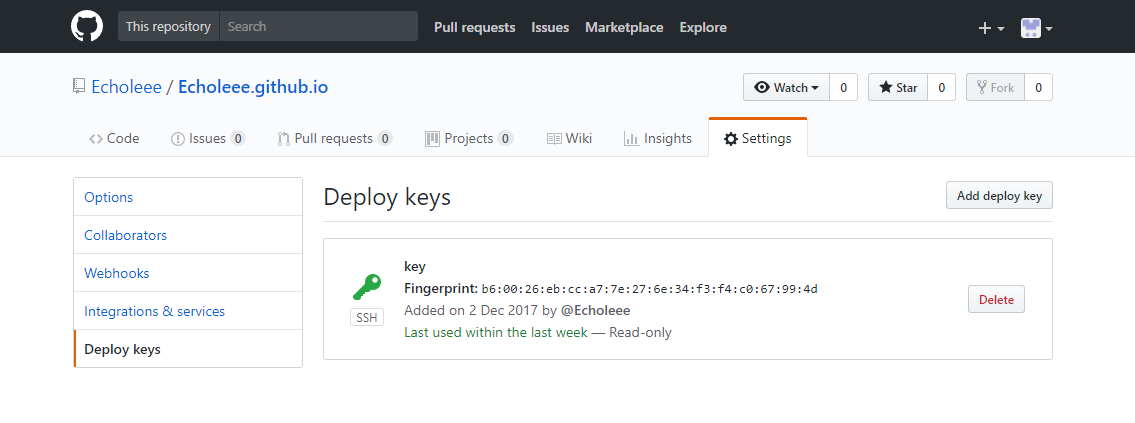 This repository Search Pull requests Issues Marketplace Explore
Echoleee / Echoleee.github.io Watch 0 Star 0 Fork 0
Code Issues 0 Pull requests 0 Projects 0 Wiki Insights Settings
Options
Collaborators
Webhooks
Integrations & services
Deploy keys
Deploy keys Add deploy key
key
Fingerprint: b6:00:26:eb:cc:a7:7e:27:6e:34:f3:f4:c0:67:99:4d
SSH
Added on 2 Dec 2017 by @Echoleee
Last used within the last week — Read-only
Delete